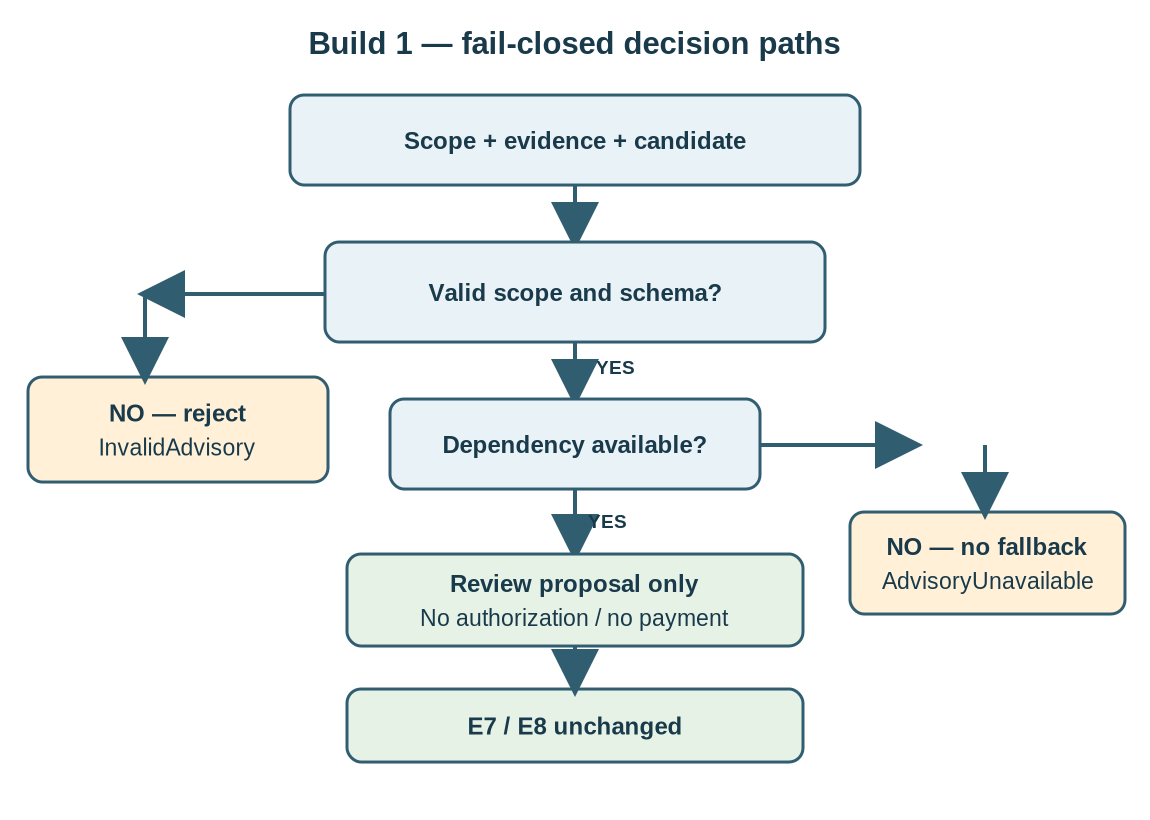 Build 1 — fail-closed decision paths
Scope + evidence + candidate
Valid scope and schema?
YES
NO — reject
InvalidAdvisory
Dependency available?
YES
NO — no fallback
AdvisoryUnavailable
Review proposal only
No authorization / no payment
E7 / E8 unchanged